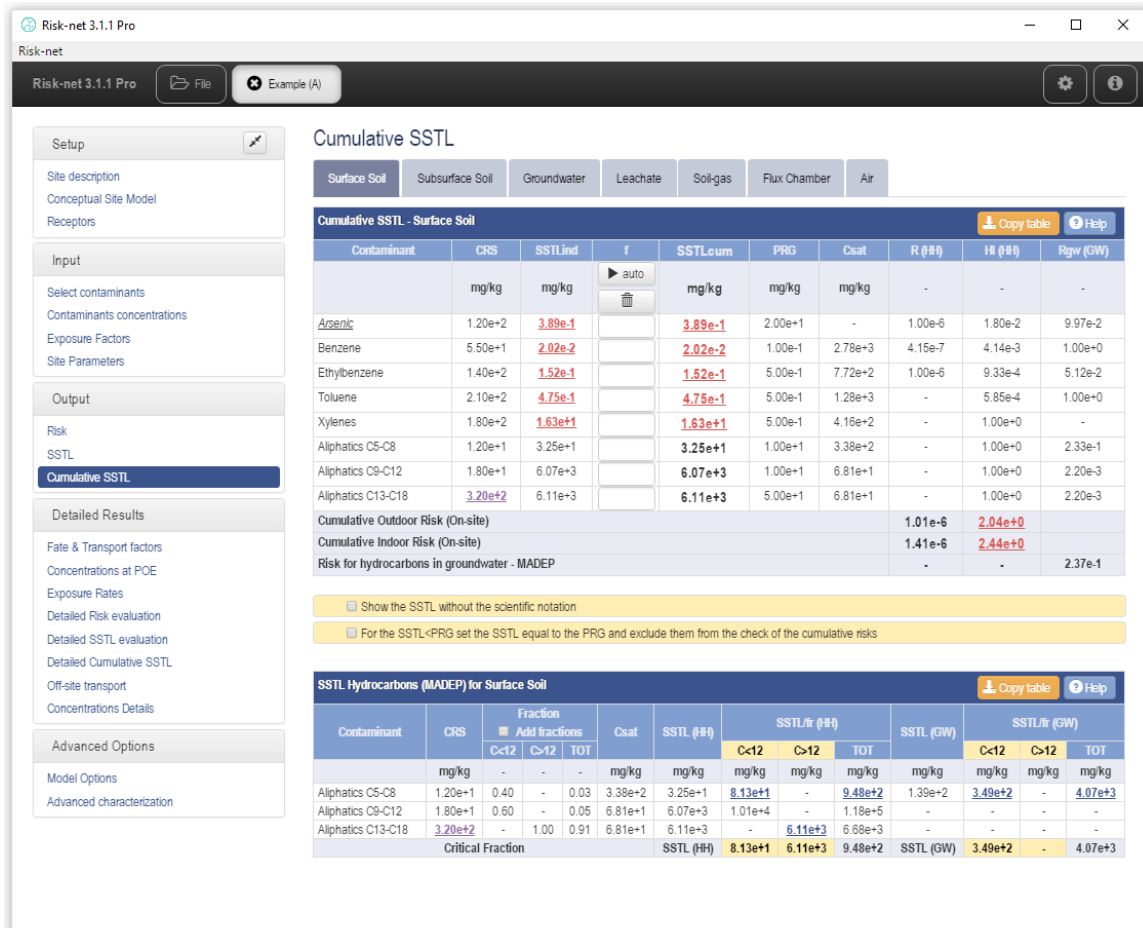 Risk-net 3.1.1 Pro
Risk-net
Risk-net 3.1.1 Pro File Example (A)
Setup
Site description
Conceptual Site Model
Receptors
Input
Select contaminants
Contaminants concentrations
Exposure Factors
Site Parameters
Output
Risk
SSTL
Cumulative SSTL
Detailed Results
Fate & Transport factors
Concentrations at POE
Exposure Rates
Detailed Risk evaluation
Detailed SSTL evaluation
Detailed Cumulative SSTL
Off-site transport
Concentrations Details
Advanced Options
Model Options
Advanced characterization
Cumulative SSTL
Surface Soil Subsurface Soil Groundwater Leachate Soil-gas Flux Chamber Air
Cumulative SSTL - Surface Soil Copy table Help
Contaminant CRS SSTLind f SSTLcum PRG Csat R (HH) HI (HH) Rgw (GW)
mg/kg mg/kg auto mg/kg mg/kg mg/kg - - -
Arsenic 1.20e+2 3.89e-1 3.89e-1 2.00e+1 - 1.00e-6 1.80e-2 9.97e-2
Benzene 5.50e+1 2.02e-2 2.02e-2 1.00e-1 2.78e+3 4.15e-7 4.14e-3 1.00e+0
Ethylbenzene 1.40e+2 1.52e-1 1.52e-1 5.00e-1 7.72e+2 1.00e-6 9.33e-4 5.12e-2
Toluene 2.10e+2 4.75e-1 4.75e-1 5.00e-1 1.28e+3 - 5.85e-4 1.00e+0
Xylenes 1.80e+2 1.63e+1 1.63e+1 5.00e-1 4.16e+2 - 1.00e+0 -
Aliphatics C5-C8 1.20e+1 3.25e+1 3.25e+1 1.00e+1 3.38e+2 - 1.00e+0 2.33e-1
Aliphatics C9-C12 1.80e+1 6.07e+3 6.07e+3 1.00e+1 6.81e+1 - 1.00e+0 2.20e-3
Aliphatics C13-C18 3.20e+2 6.11e+3 6.11e+3 5.00e+1 6.81e+1 - 1.00e+0 2.20e-3
Cumulative Outdoor Risk (On-site) 1.01e-6 2.04e+0
Cumulative Indoor Risk (On-site) 1.41e-6 2.44e+0
Risk for hydrocarbons in groundwater - MADEP - - 2.37e-1
Show the SSTL without the scientific notation
For the SSTL<PRG set the SSTL equal to the PRG and exclude them from the check of the cumulative risks
SSTL Hydrocarbons (MADEP) for Surface Soil Copy table Help
Contaminant CRS Fraction Add fractions Csat SSTL (HH) SSTL/fr (HH) SSTL (GW) SSTL/fr (GW)
C<12 C>12 TOT C<12 C>12 TOT C<12 C>12 TOT
mg/kg - - - mg/kg mg/kg mg/kg mg/kg mg/kg mg/kg mg/kg mg/kg mg/kg
Aliphatics C5-C8 1.20e+1 0.40 - 0.03 3.38e+2 3.25e+1 8.13e+1 - 9.48e+2 1.39e+2 3.49e+2 - 4.07e+3
Aliphatics C9-C12 1.80e+1 0.60 - 0.05 6.81e+1 6.07e+3 1.01e+4 - 1.18e+5 - - - -
Aliphatics C13-C18 3.20e+2 - 1.00 0.91 6.81e+1 6.11e+3 - 6.11e+3 6.68e+3 - - - -
Critical Fraction SSTL (HH) 8.13e+1 6.11e+3 9.48e+2 SSTL (GW) 3.49e+2 - 4.07e+3